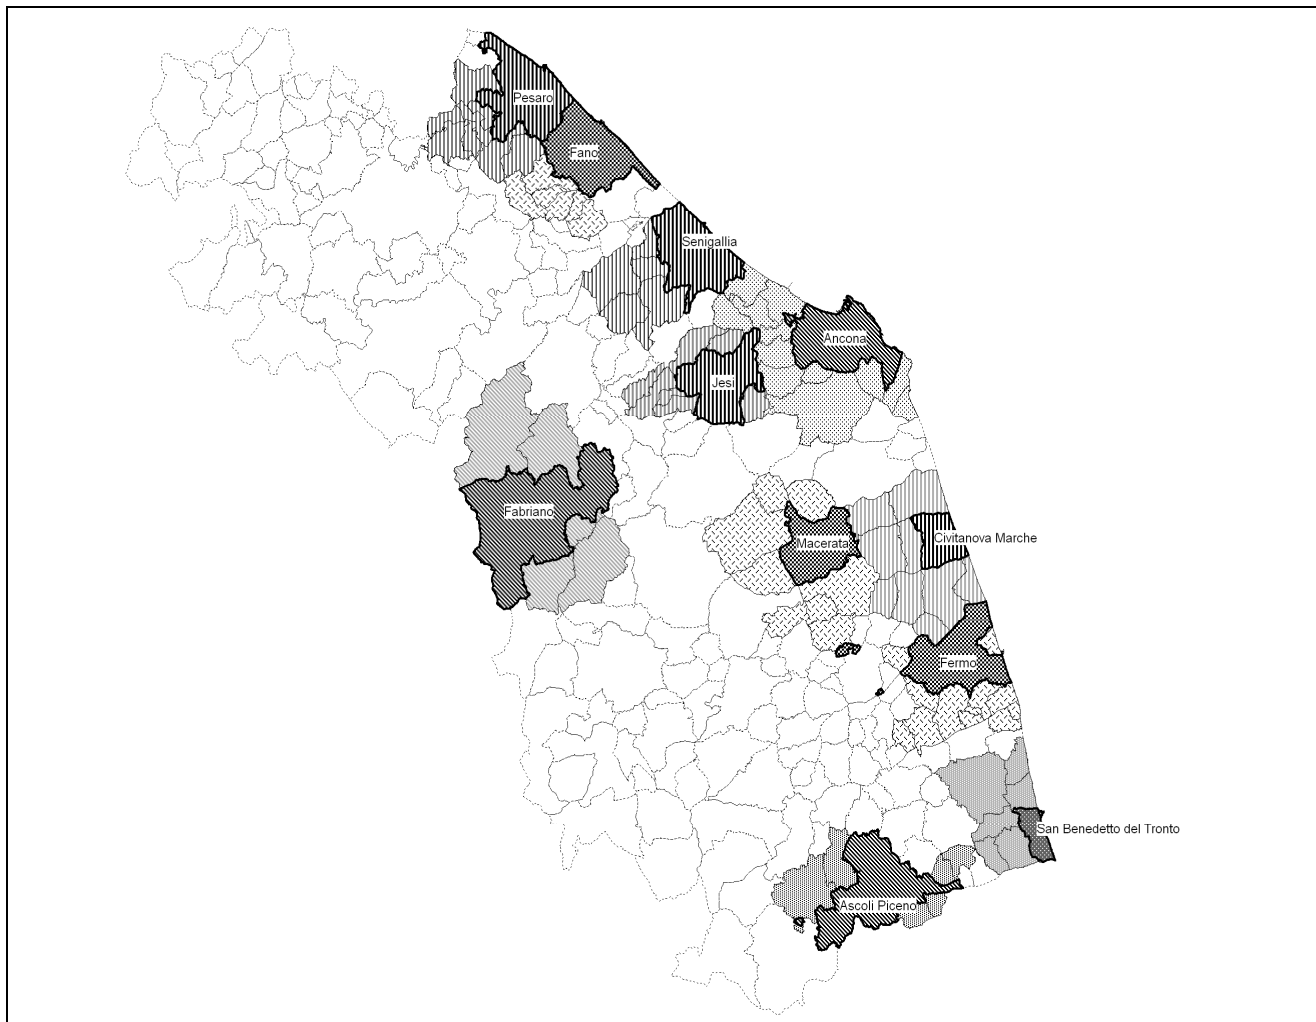 Pesaro
Fano
Senigallia
Ancona
Jesi
Fabriano
Macerata
Civitanova Marche
Fermo
San Benedetto del Tronto
Ascoli Piceno